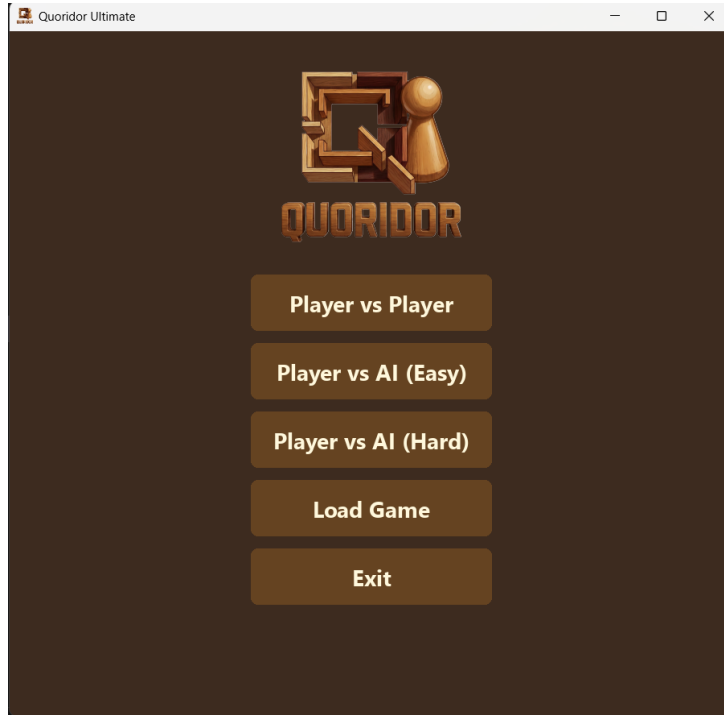 Quoridor Ultimate
QUORIDOR
Player vs Player
Player vs AI (Easy)
Player vs AI (Hard)
Load Game
Exit